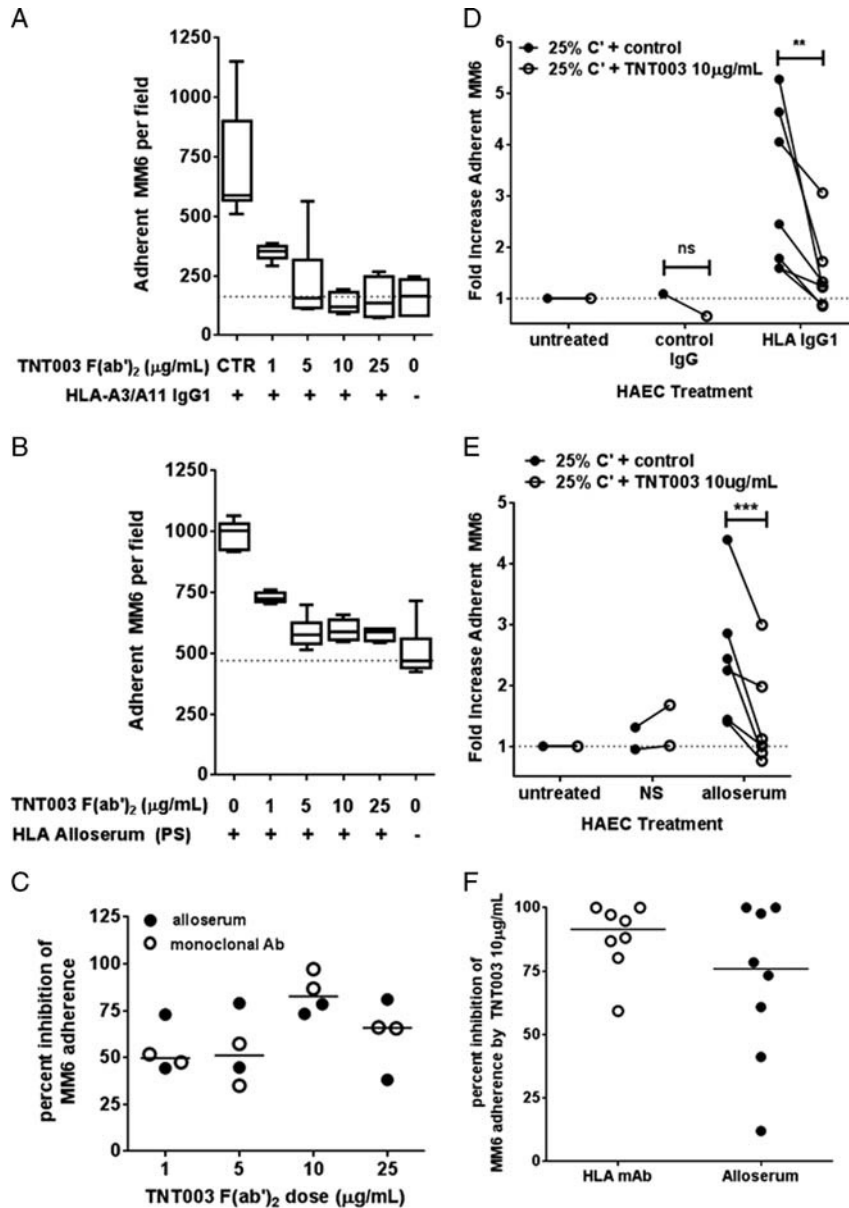 A
1250
1000
750
500
250
0
Adherent MM6 per field
TNT003 F(ab')2 (µg/mL) CTR 1 5 10 25 0
HLA-A3/A11 IgG1 + + + + + -
B
1250
1000
750
500
250
0
Adherent MM6 per field
TNT003 F(ab')2 (µg/mL) 0 1 5 10 25 0
HLA Alloserum (PS) + + + + + -
C
125
100
75
50
25
0
percent inhibition of
MM6 adherence
alloserum
monoclonal Ab
1 5 10 25
TNT003 F(ab')2 dose (µg/mL)
D
25% C' + control
25% C' + TNT003 10µg/mL
6
5
4
3
2
1
Fold Increase Adherent MM6
ns
**
untreated control IgG HLA IgG1
HAEC Treatment
E
25% C' + control
25% C' + TNT003 10ug/mL
5
4
3
2
1
Fold Increase Adherent MM6
***
untreated NS alloserum
HAEC Treatment
F
100
75
50
25
0
percent inhibition of
MM6 adherence by TNT003 10µg/mL
HLA mAb Alloserum